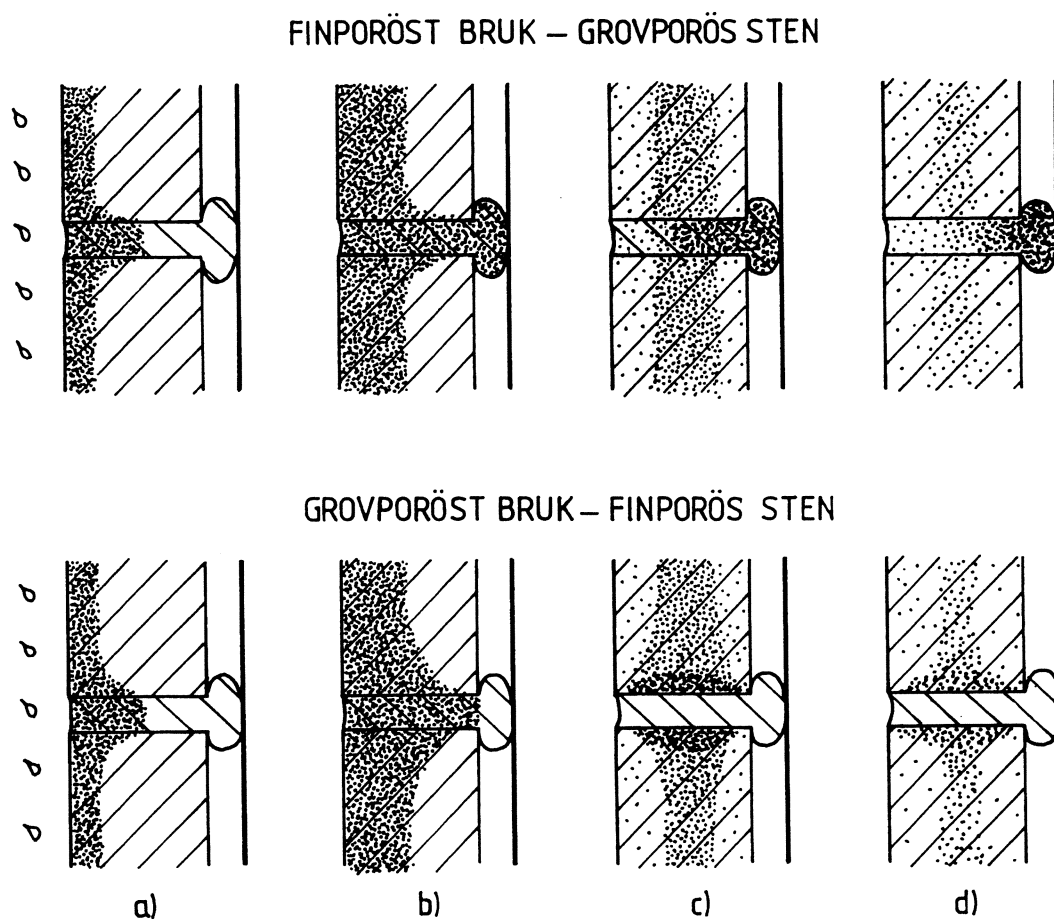 FINPORÖST BRUK – GROVPORÖS STEN
GROVPORÖST BRUK – FINPORÖS STEN
a) b) c) d)